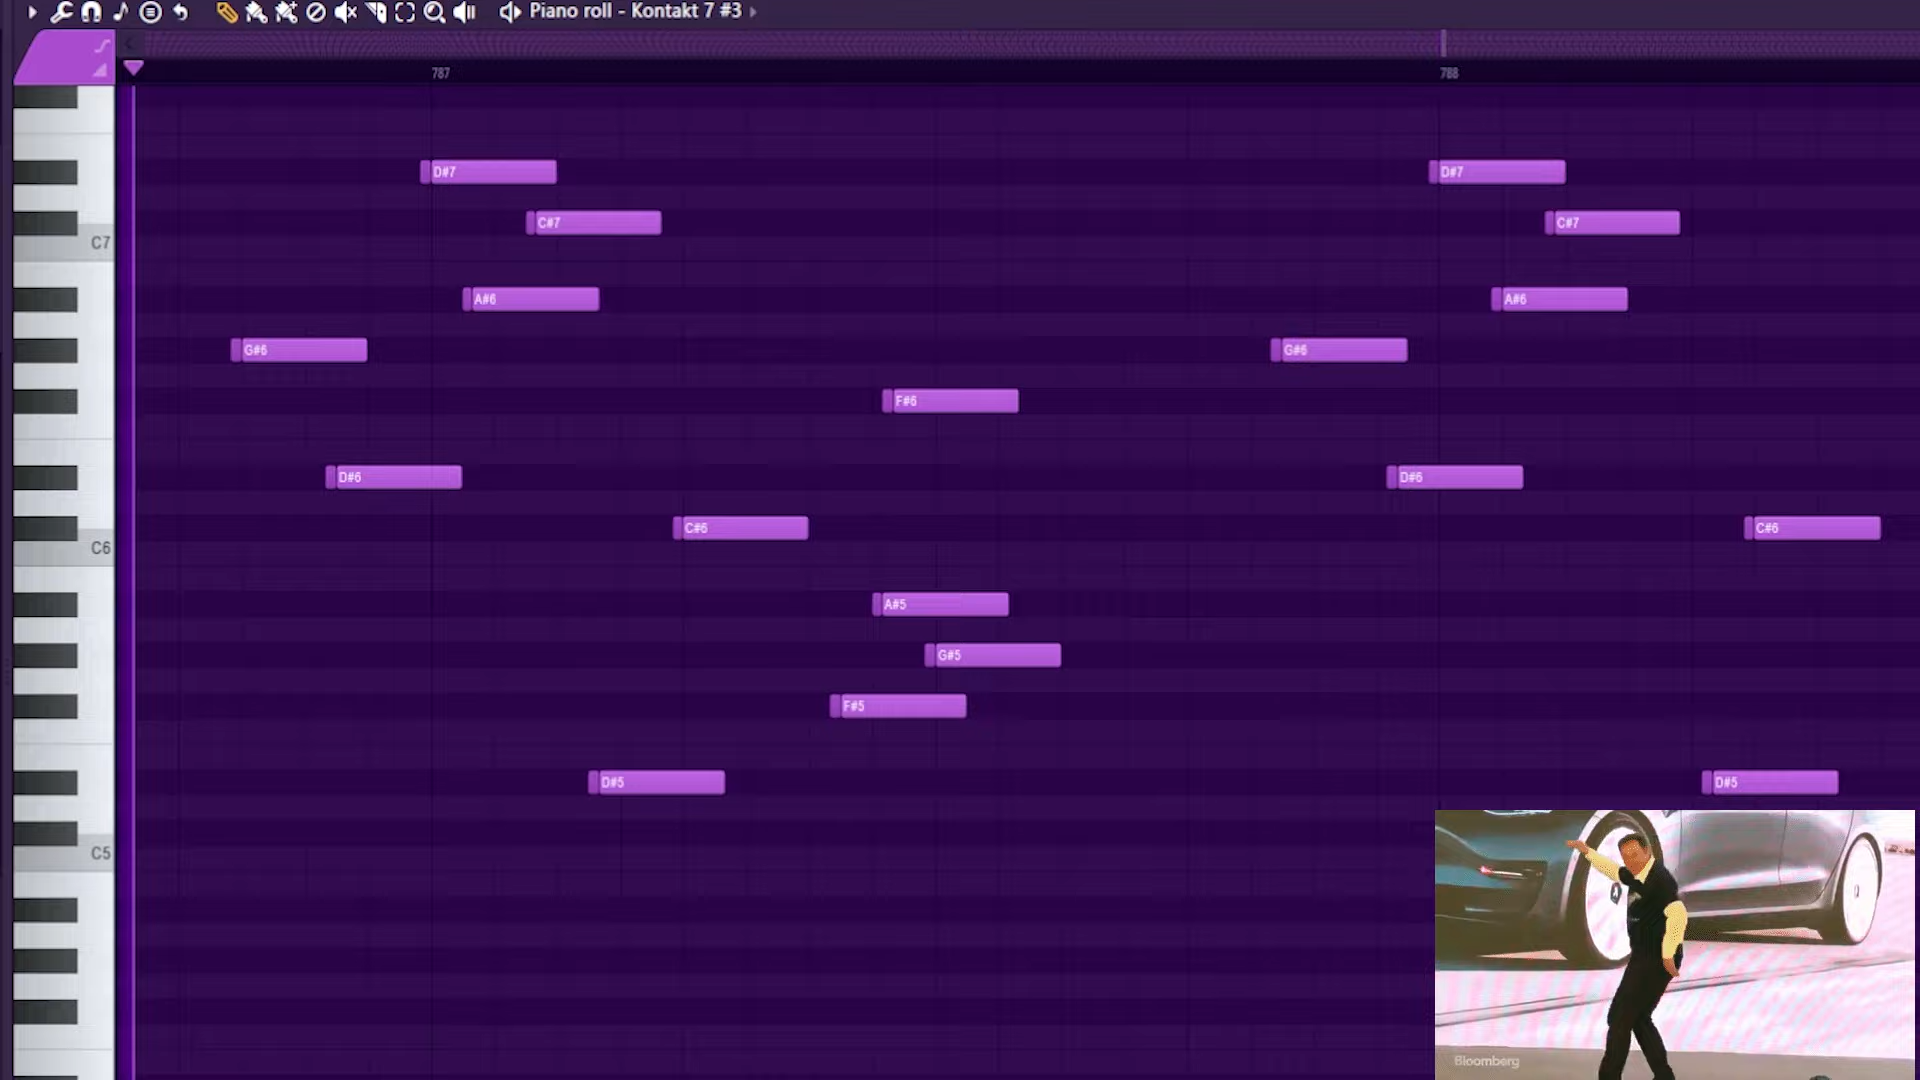 Piano roll - Kontakt 7 #3
787 788
D#7 D#7
C#7 C#7
C7
A#6 A#6
G#6 G#6
F#6
D#6 D#6
C#6 C#6
C6
A#5
G#5
F#5
D#5 D#5
C5
Bloomberg